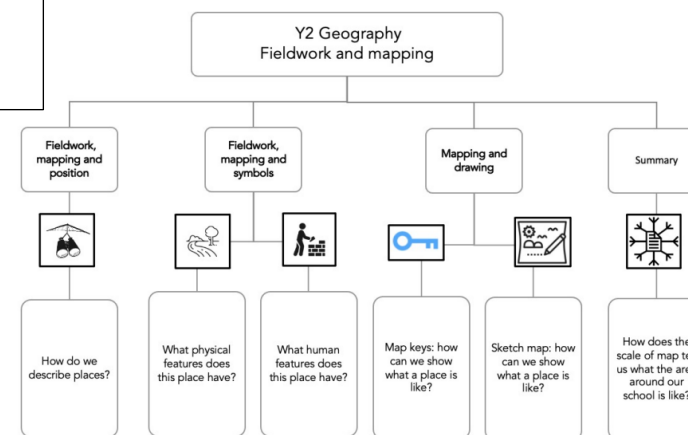 Y2 Geography
Fieldwork and mapping
Fieldwork,
mapping and
position
Fieldwork,
mapping and
symbols
Mapping and
drawing
Summary
How do we
describe places?
What physical
features does
this place have?
What human
features does
this place have?
Map keys: how
can we show
what a place is
like?
Sketch map: how
can we show
what a place is
like?
How does the
scale of map te
us what the are
around our
school is like?